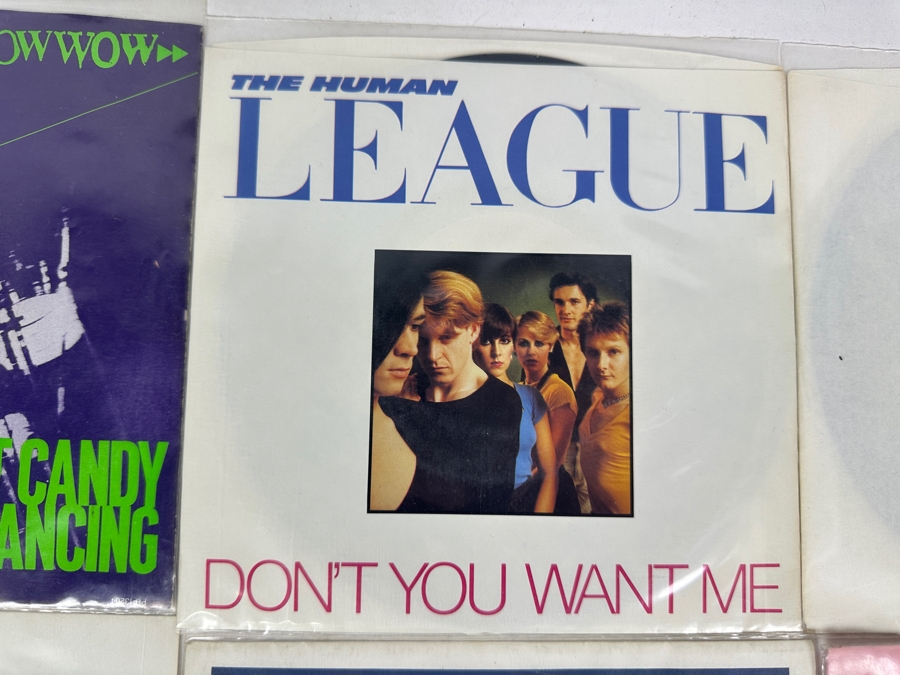 OWWOW
THE HUMAN
LEAGUE
T CANDY
ANCING
DON'T YOU WANT ME